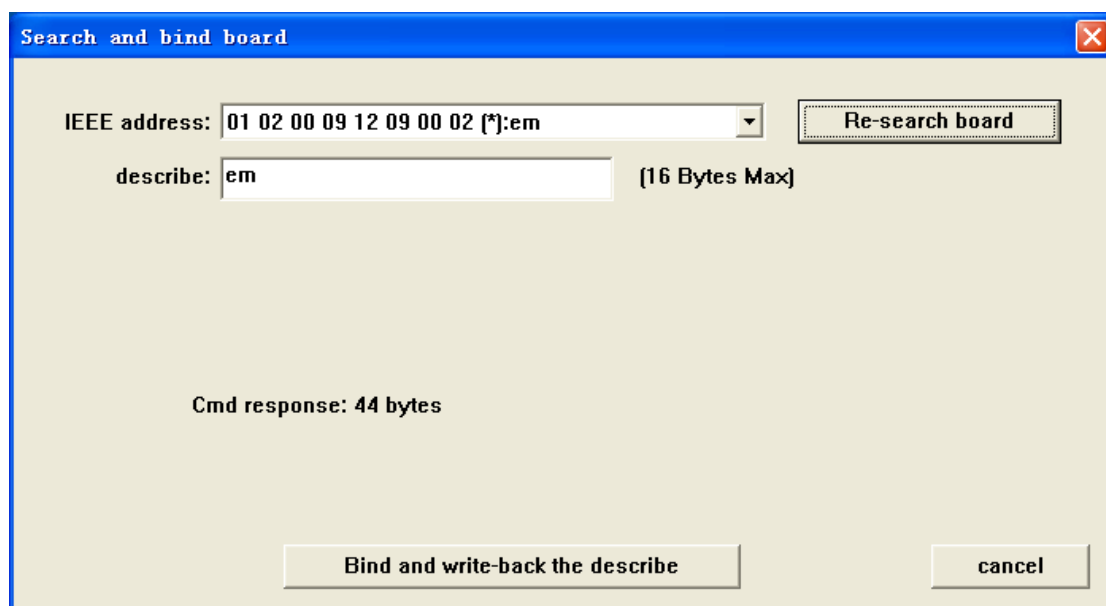 Search and bind board
IEEE address: 01 02 00 09 12 09 00 02 (*):em Re-search board
describe: em (16 Bytes Max)
Cmd response: 44 bytes
Bind and write-back the describe cancel